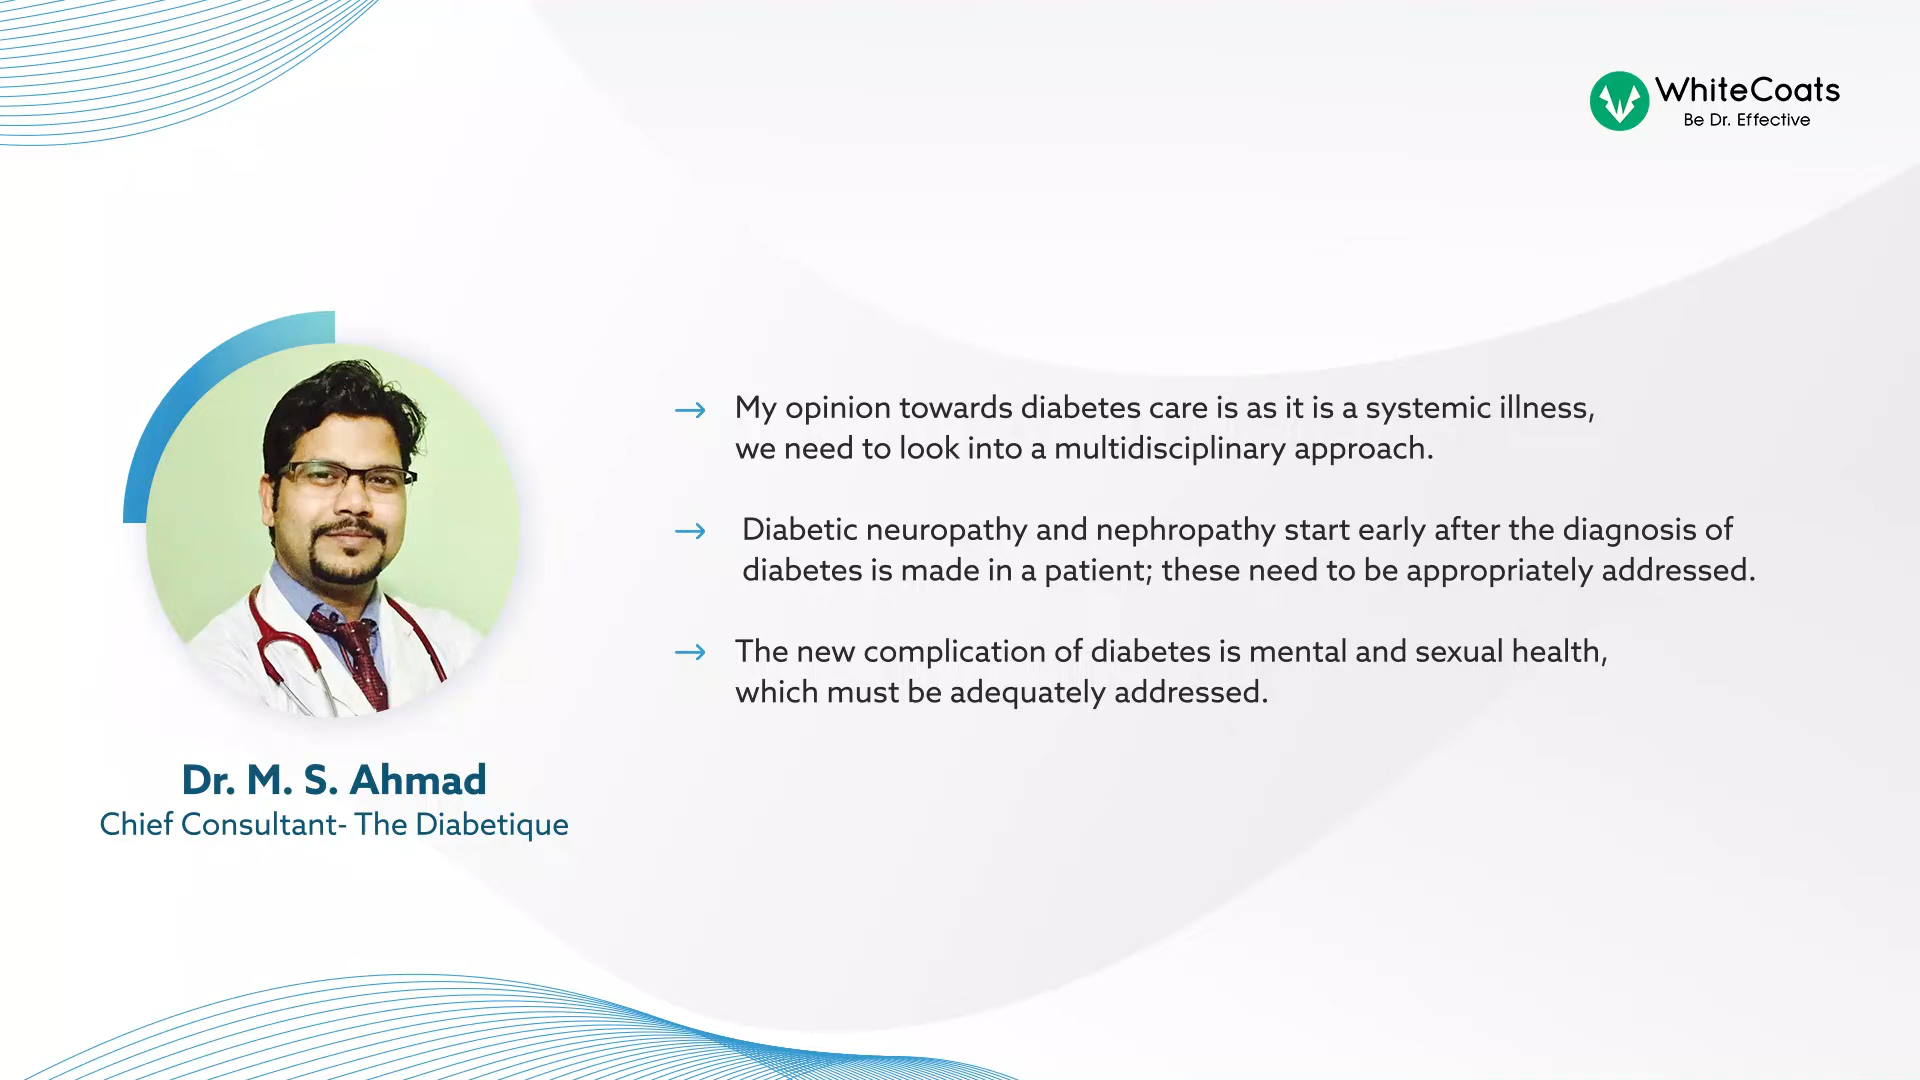 WhiteCoats
Be Dr. Effective
My opinion towards diabetes care is as it is a systemic illness,
we need to look into a multidisciplinary approach.
Diabetic neuropathy and nephropathy start early after the diagnosis of
diabetes is made in a patient; these need to be appropriately addressed.
The new complication of diabetes is mental and sexual health,
which must be adequately addressed.
Dr. M. S. Ahmad
Chief Consultant- The Diabetique